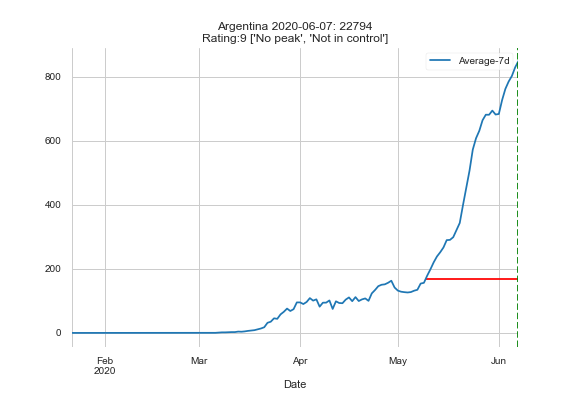 Argentina 2020-06-07: 22794
Rating:9 ['No peak', 'Not in control']
Average-7d
800
600
400
200
0
Feb
2020
Mar
Apr
May
Jun
Date